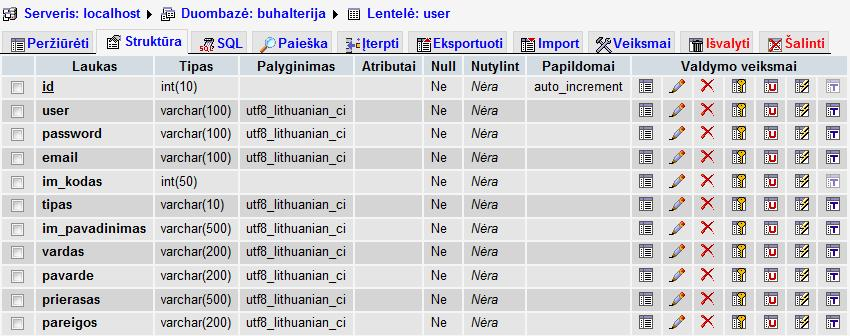 Serveris: localhost Duombazė: buhalterija Lentelė: user
Peržiūrėti Struktūra SQL Paieška Įterpti Eksportuoti Import Veiksmai Išvalyti Šalinti
Laukas Tipas Palyginimas Atributai Null Nutylint Papildomai Valdymo veiksmai
id int(10) Ne Nėra auto_increment
user varchar(100) utf8_lithuanian_ci Ne Nėra
password varchar(100) utf8_lithuanian_ci Ne Nėra
email varchar(100) utf8_lithuanian_ci Ne Nėra
im_kodas int(50) Ne Nėra
tipas varchar(10) utf8_lithuanian_ci Ne Nėra
im_pavadinimas varchar(500) utf8_lithuanian_ci Ne Nėra
vardas varchar(200) utf8_lithuanian_ci Ne Nėra
pavarde varchar(200) utf8_lithuanian_ci Ne Nėra
prierasas varchar(500) utf8_lithuanian_ci Ne Nėra
pareigos varchar(200) utf8_lithuanian_ci Ne Nėra